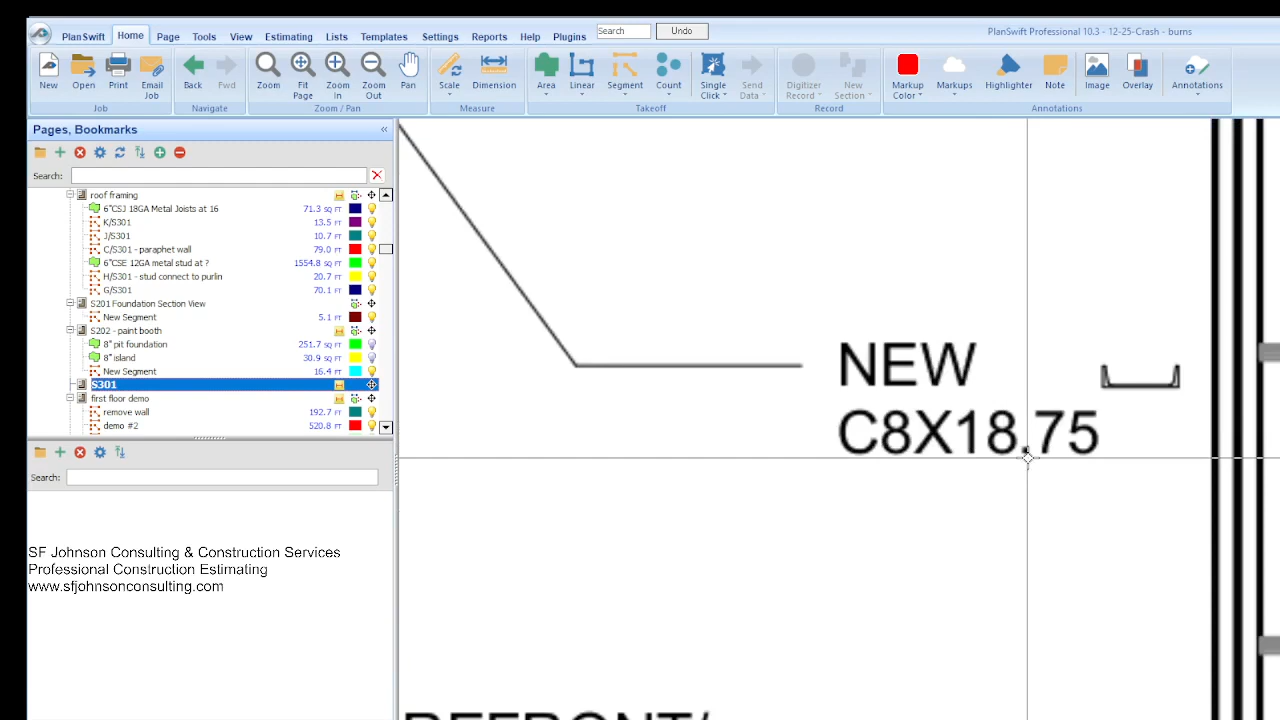 PlanSwift Home Page Tools View Estimating Lists Templates Settings Reports Help Plugins Search Undo PlanSwift Professional 10.3 - 12-25-Crash - burns
New Open Print Email Job Back Fwd Zoom Fit Page Zoom In Zoom Out Pan Scale Dimension Area Linear Segment Count Single Click Send Data Digitizer Record New Section Markup Color Markups Highlighter Note Image Overlay Annotations
Job Navigate Zoom / Pan Measure Takeoff Record Annotations
Pages, Bookmarks
Search:
roof framing
6"CSJ 18GA Metal Joists at 16 71.3 SQ FT
K/S301 13.5 FT
J/S301 10.7 FT
C/S301 - paraphet wall 79.0 FT
6"CSE 12GA metal stud at ? 1554.8 SQ FT
H/S301 - stud connect to purlin 20.7 FT
G/S301 70.1 FT
S201 Foundation Section View
New Segment 5.1 FT
S202 - paint booth
8" pit foundation 251.7 SQ FT
8" island 30.9 SQ FT
New Segment 16.4 FT
S301
first floor demo
remove wall 192.7 FT
demo #2 520.8 FT
Search:
SF Johnson Consulting & Construction Services
Professional Construction Estimating
www.sfjohnsonconsulting.com
NEW
C8X18.75